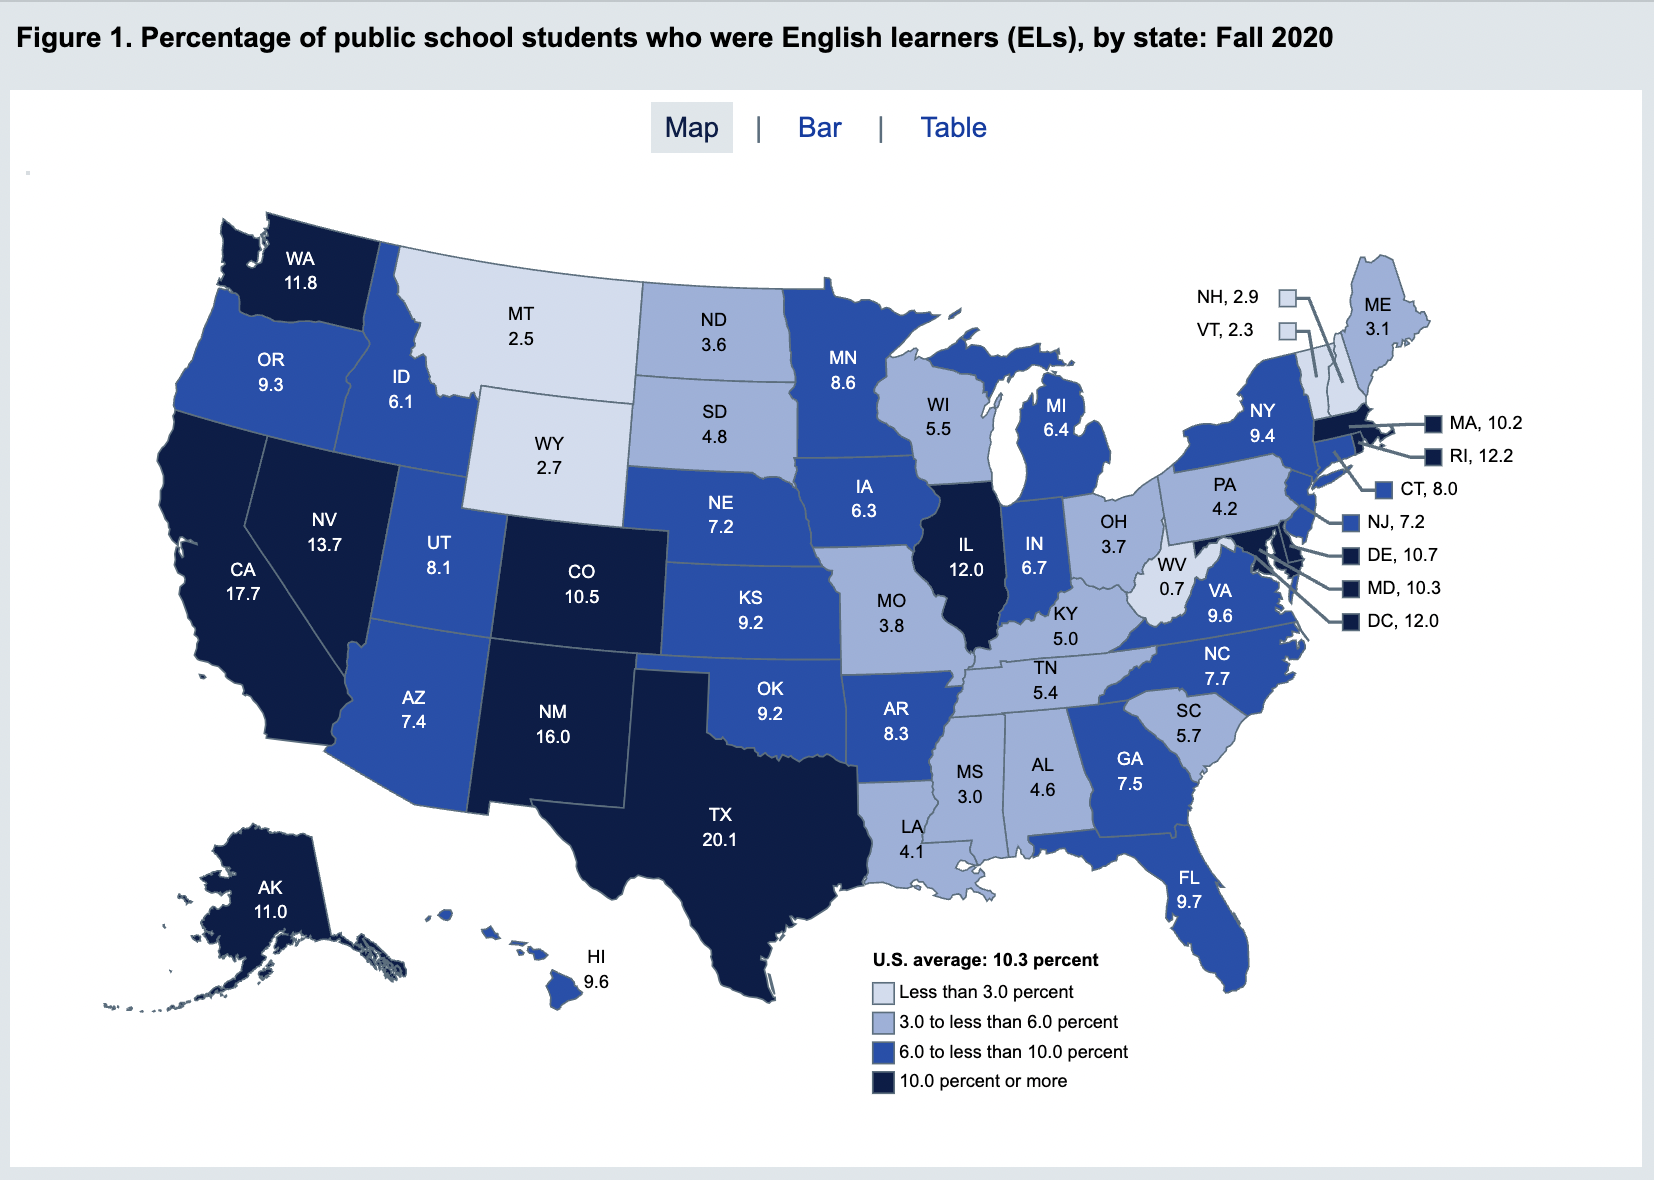 Figure 1. Percentage of public school students who were English learners (ELs), by state: Fall 2020
Map | Bar | Table
WA
11.8
OR
9.3
ID
6.1
MT
2.5
WY
2.7
ND
3.6
SD
4.8
MN
8.6
WI
5.5
MI
6.4
NH, 2.9
VT, 2.3
ME
3.1
NY
9.4
MA, 10.2
RI, 12.2
CT, 8.0
NJ, 7.2
DE, 10.7
MD, 10.3
DC, 12.0
CA
17.7
NV
13.7
UT
8.1
CO
10.5
NE
7.2
KS
9.2
IA
6.3
MO
3.8
IL
12.0
IN
6.7
OH
3.7
PA
4.2
WV
0.7
VA
9.6
KY
5.0
NC
7.7
TN
5.4
SC
5.7
AZ
7.4
NM
16.0
OK
9.2
AR
8.3
TX
20.1
LA
4.1
MS
3.0
AL
4.6
GA
7.5
FL
9.7
AK
11.0
HI
9.6
U.S. average: 10.3 percent
Less than 3.0 percent
3.0 to less than 6.0 percent
6.0 to less than 10.0 percent
10.0 percent or more